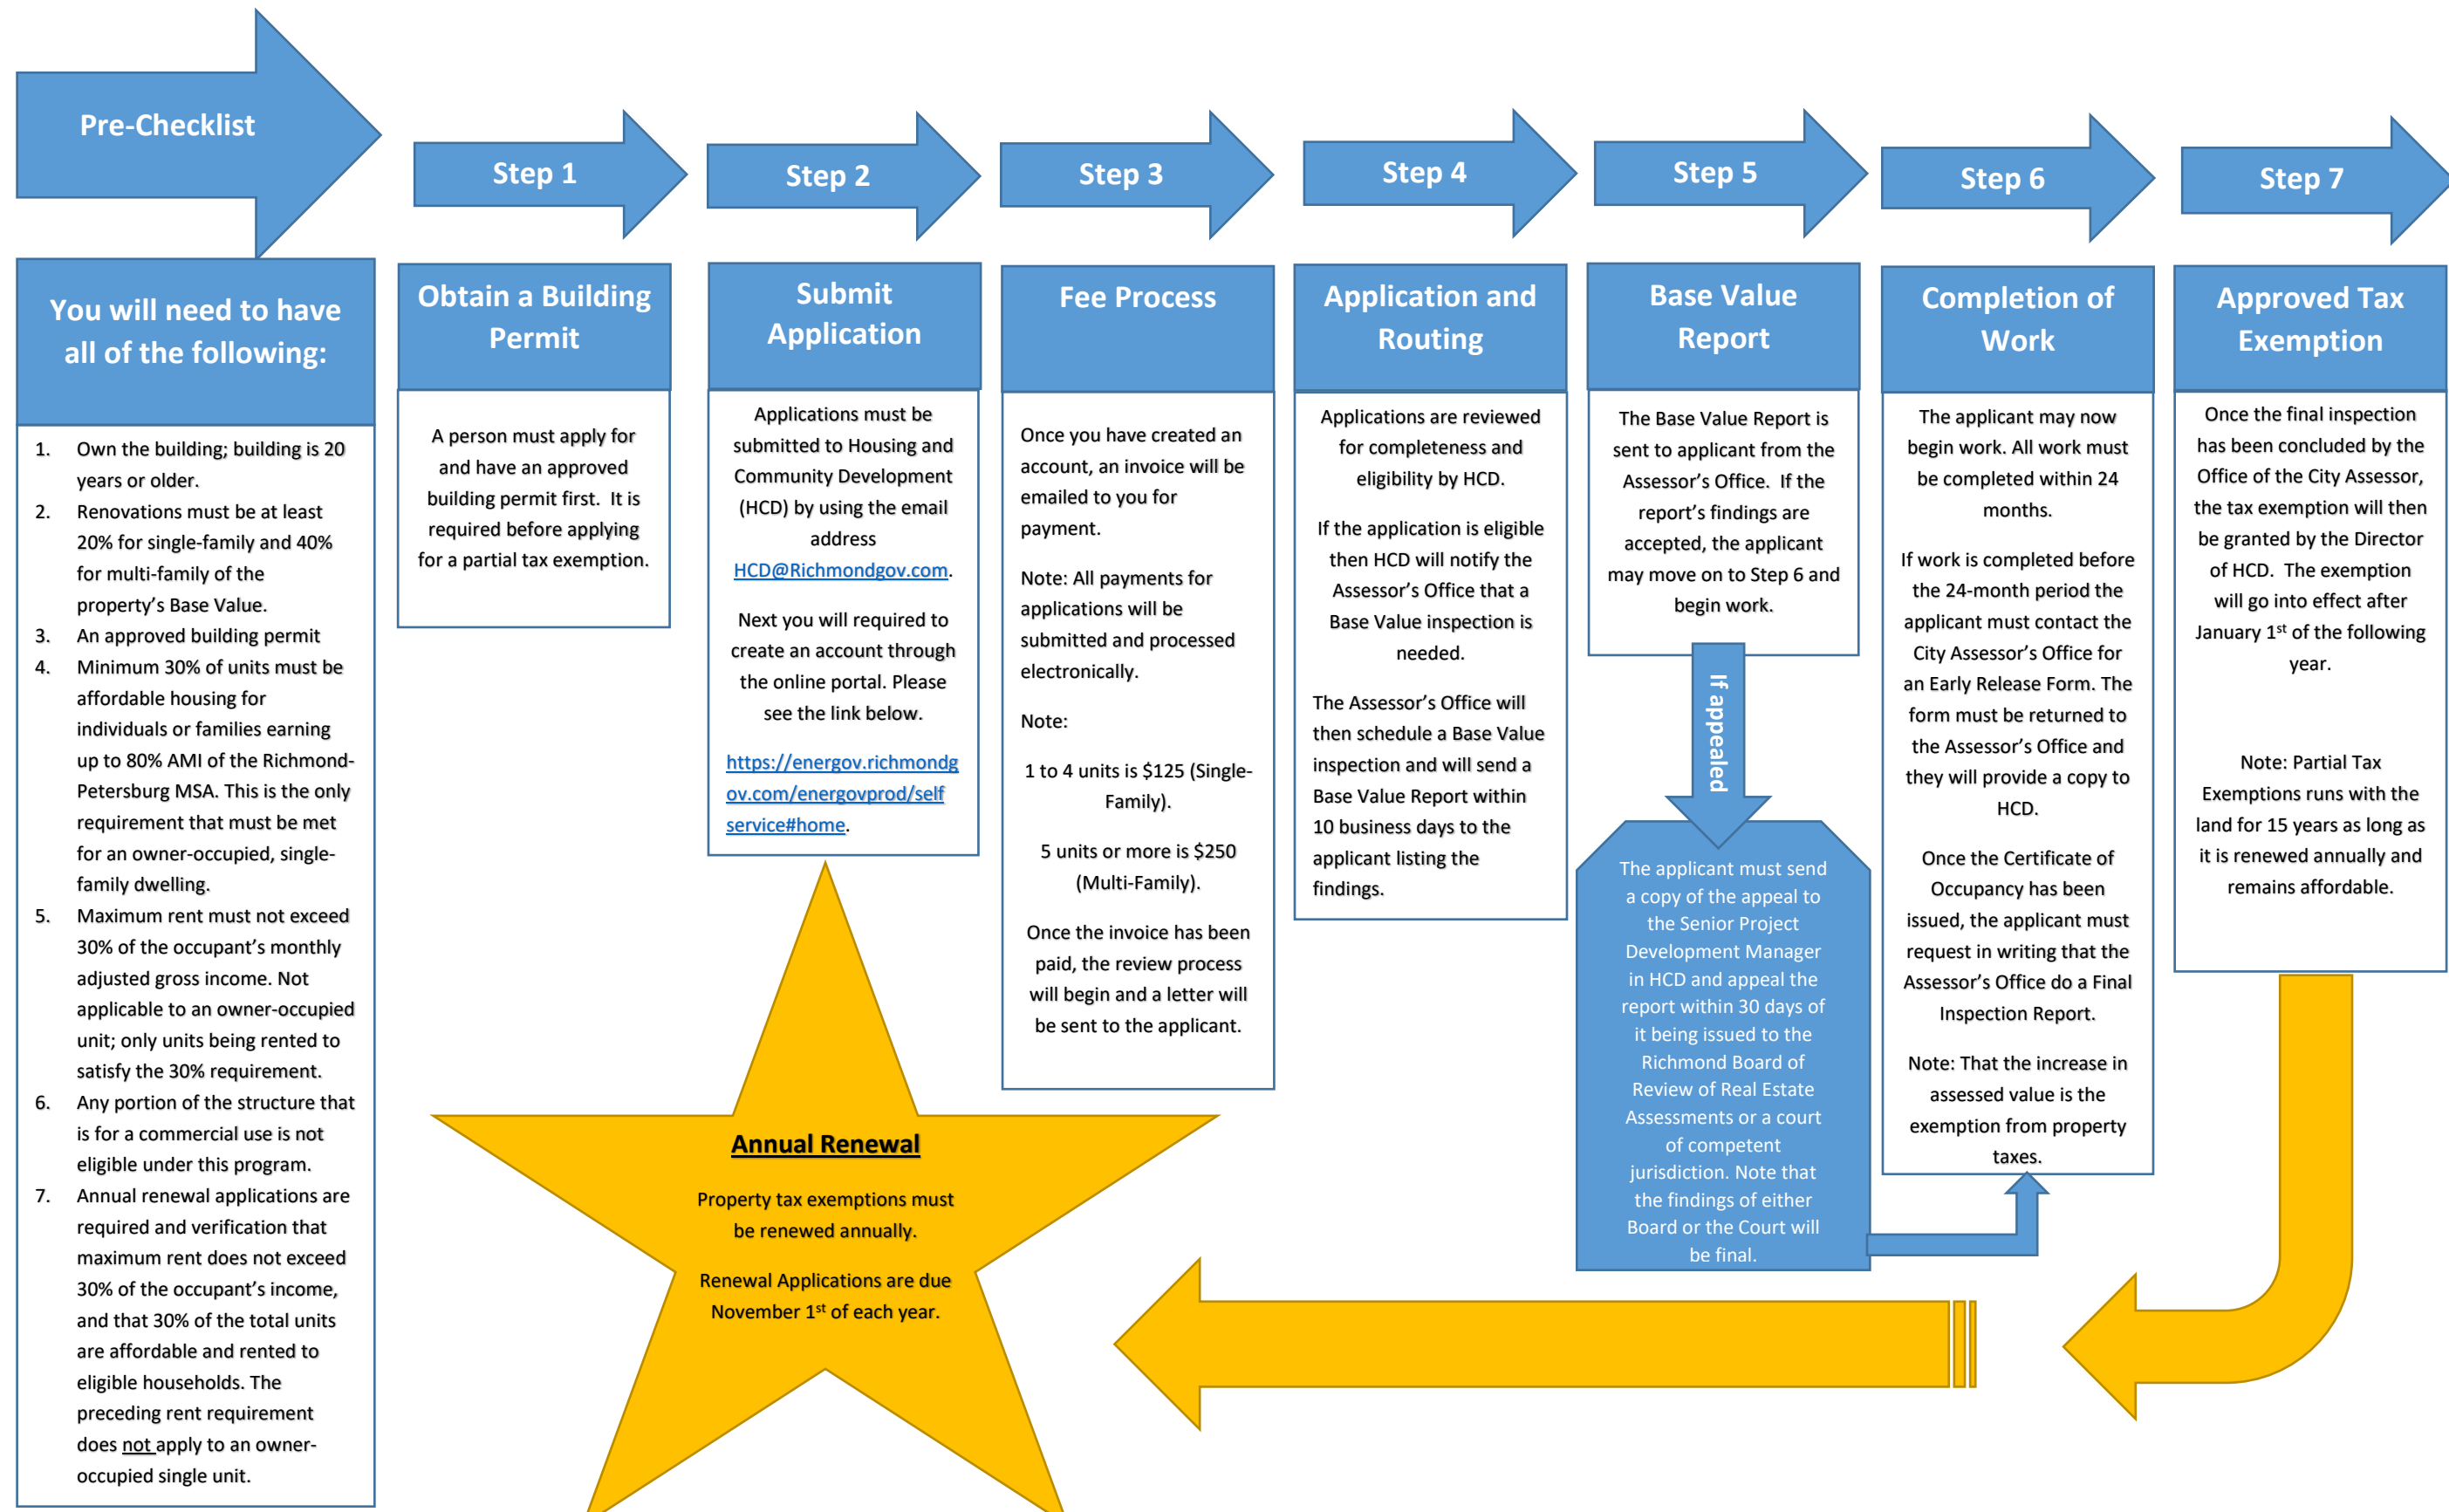 Pre-Checklist
You will need to have
all of the following:
1. Own the building; building is 20
years or older.
2. Renovations must be at least
20% for single-family and 40%
for multi-family of the
property’s Base Value.
3. An approved building permit
4. Minimum 30% of units must be
affordable housing for
individuals or families earning
up to 80% AMI of the Richmond-
Petersburg MSA. This is the only
requirement that must be met
for an owner-occupied, single-
family dwelling.
5. Maximum rent must not exceed
30% of the occupant’s monthly
adjusted gross income. Not
applicable to an owner-occupied
unit; only units being rented to
satisfy the 30% requirement.
6. Any portion of the structure that
is for a commercial use is not
eligible under this program.
7. Annual renewal applications are
required and verification that
maximum rent does not exceed
30% of the occupant’s income,
and that 30% of the total units
are affordable and rented to
eligible households. The
preceding rent requirement
does not apply to an owner-
occupied single unit.
Step 1
Obtain a Building
Permit
A person must apply for
and have an approved
building permit first. It is
required before applying
for a partial tax exemption.
Step 2
Submit
Application
Applications must be
submitted to Housing and
Community Development
(HCD) by using the email
address
HCD@Richmondgov.com.
Next you will required to
create an account through
the online portal. Please
see the link below.
https://energov.richmondg
ov.com/energovprod/self
service#home.
Step 3
Fee Process
Once you have created an
account, an invoice will be
emailed to you for
payment.
Note: All payments for
applications will be
submitted and processed
electronically.
Note:
1 to 4 units is $125 (Single-
Family).
5 units or more is $250
(Multi-Family).
Once the invoice has been
paid, the review process
will begin and a letter will
be sent to the applicant.
Step 4
Application and
Routing
Applications are reviewed
for completeness and
eligibility by HCD.
If the application is eligible
then HCD will notify the
Assessor’s Office that a
Base Value inspection is
needed.
The Assessor’s Office will
then schedule a Base Value
inspection and will send a
Base Value Report within
10 business days to the
applicant listing the
findings.
Step 5
Base Value
Report
The Base Value Report is
sent to applicant from the
Assessor’s Office. If the
report’s findings are
accepted, the applicant
may move on to Step 6 and
begin work.
If appealed
The applicant must send
a copy of the appeal to
the Senior Project
Development Manager
in HCD and appeal the
report within 30 days of
it being issued to the
Richmond Board of
Review of Real Estate
Assessments or a court
of competent
jurisdiction. Note that
the findings of either
Board or the Court will
be final.
Step 6
Completion of
Work
The applicant may now
begin work. All work must
be completed within 24
months.
If work is completed before
the 24-month period the
applicant must contact the
City Assessor’s Office for
an Early Release Form. The
form must be returned to
the Assessor’s Office and
they will provide a copy to
HCD.
Once the Certificate of
Occupancy has been
issued, the applicant must
request in writing that the
Assessor’s Office do a Final
Inspection Report.
Note: That the increase in
assessed value is the
exemption from property
taxes.
Step 7
Approved Tax
Exemption
Once the final inspection
has been concluded by the
Office of the City Assessor,
the tax exemption will then
be granted by the Director
of HCD. The exemption
will go into effect after
January 1st of the following
year.
Note: Partial Tax
Exemptions runs with the
land for 15 years as long as
it is renewed annually and
remains affordable.
Annual Renewal
Property tax exemptions must
be renewed annually.
Renewal Applications are due
November 1st of each year.